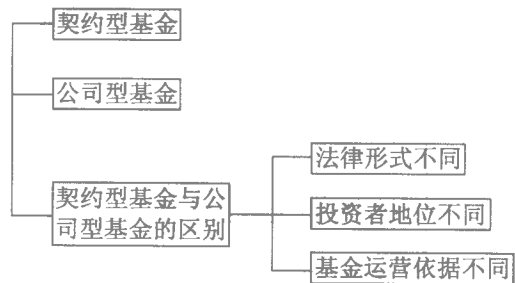 契约型基金
公司型基金
契约型基金与公
司型基金的区别
法律形式不同
投资者地位不同
基金运营依据不同